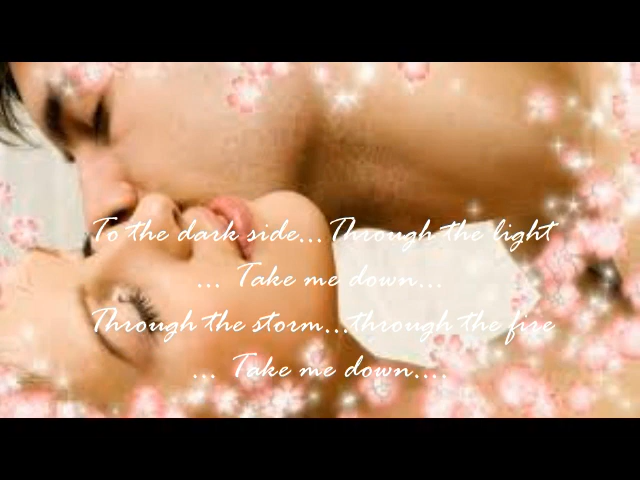 To the dark side... Through the light
... Take me down...
Through the storm...through the fire
... Take me down....